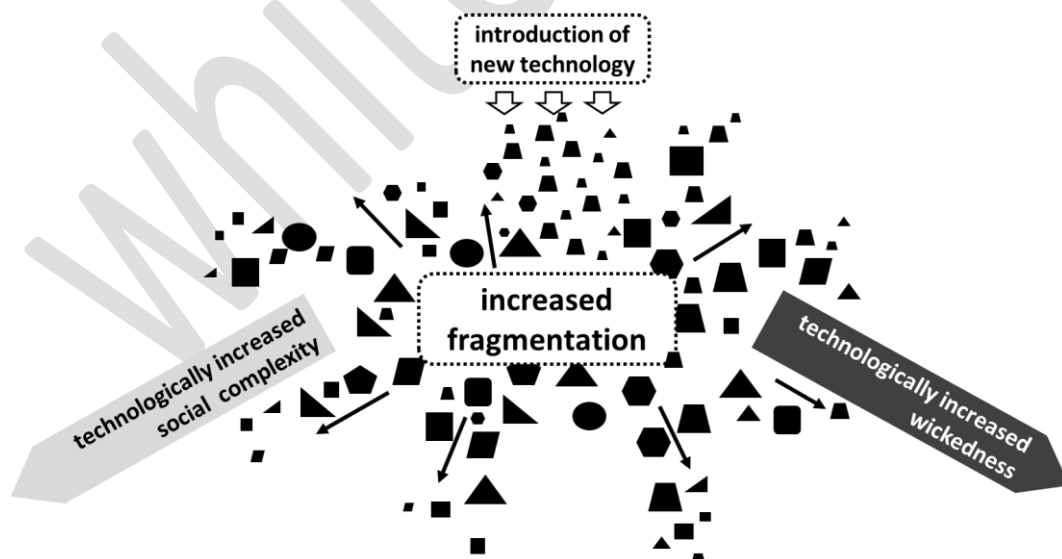 introduction of
new technology
increased
fragmentation
technologically increased
social complexity
technologically increased
wickedness